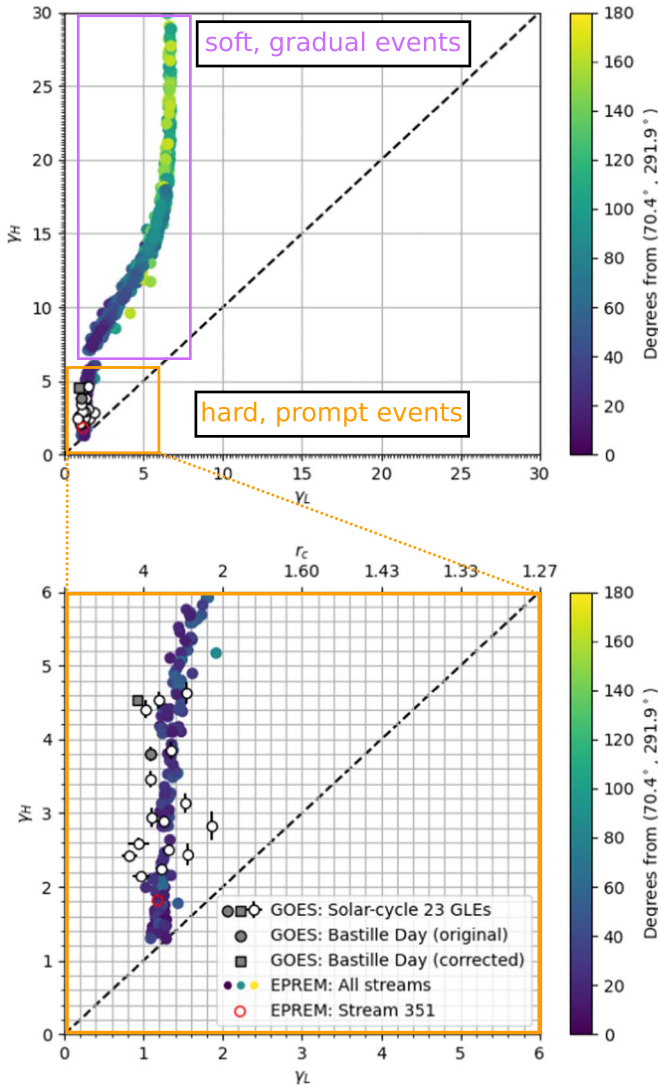 30
25
20
15
10
5
0
γH
soft, gradual events
hard, prompt events
0 5 10 15 20 25 30
γL
180
160
140
120
100
80
60
40
20
0
Degrees from (70.4°, 291.9°)
rc
4 2 1.60 1.43 1.33 1.27
6
5
4
3
2
1
0
γH
GOES: Solar-cycle 23 GLEs
GOES: Bastille Day (original)
GOES: Bastille Day (corrected)
EPREM: All streams
EPREM: Stream 351
0 1 2 3 4 5 6
γL
180
160
140
120
100
80
60
40
20
0
Degrees from (70.4°, 291.9°)